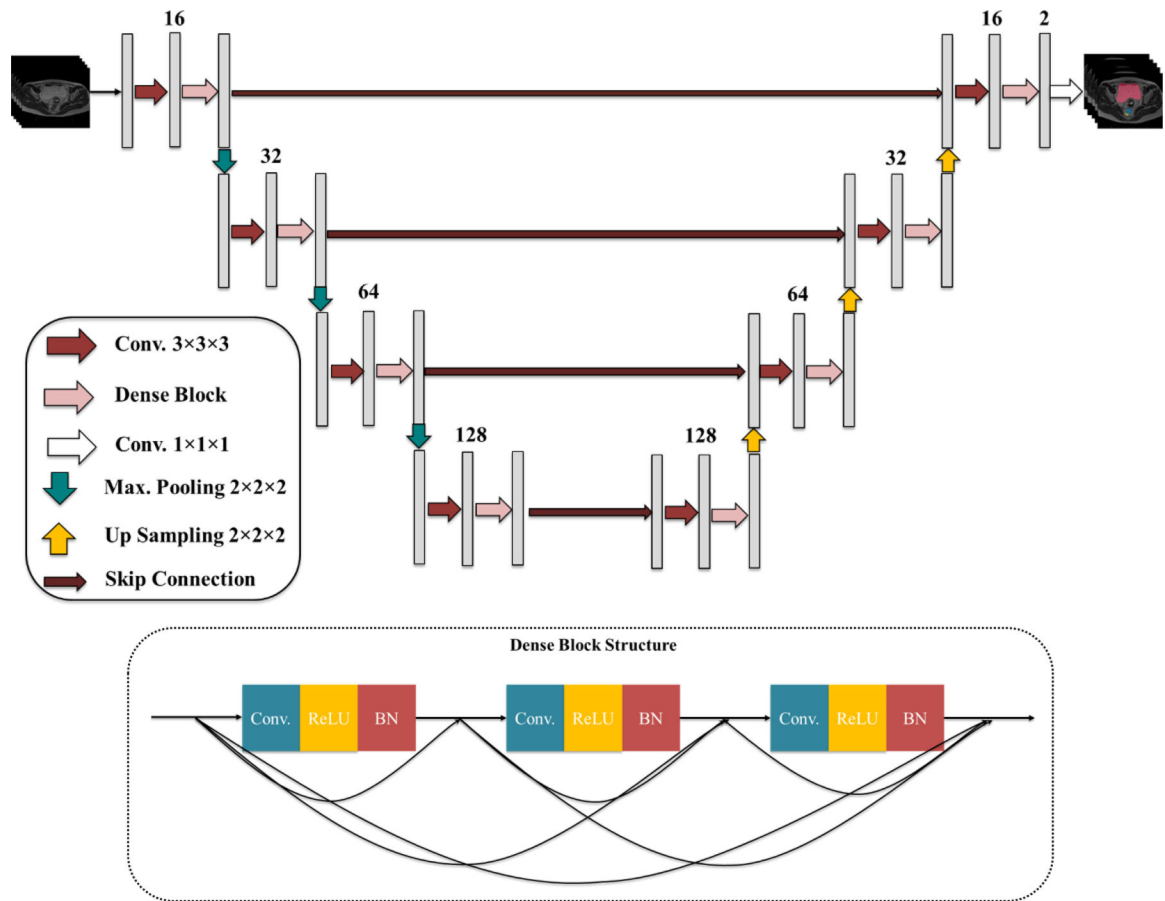 16
16
2
32
32
64
64
128
128
Conv. 3×3×3
Dense Block
Conv. 1×1×1
Max. Pooling 2×2×2
Up Sampling 2×2×2
Skip Connection
Dense Block Structure
Conv. ReLU BN
Conv. ReLU BN
Conv. ReLU BN